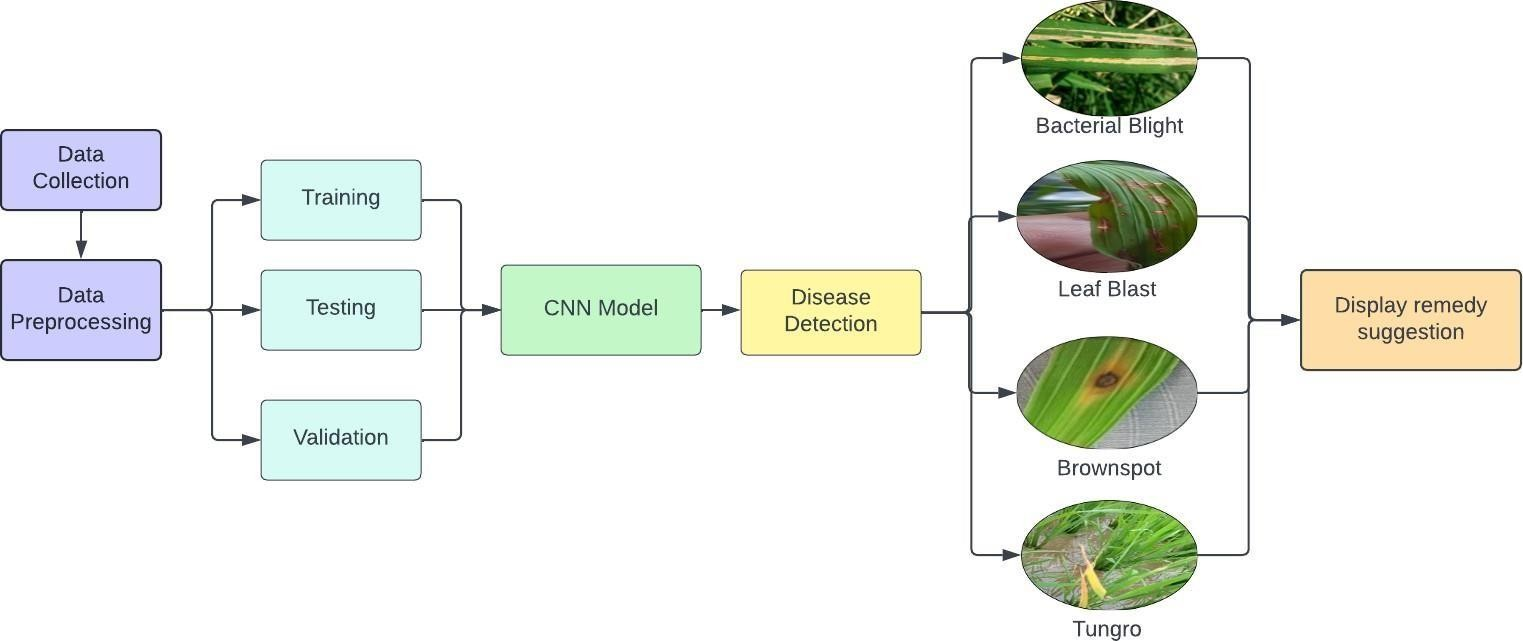 Data
Collection
Data
Preprocessing
Training
Testing
Validation
CNN Model
Disease
Detection
Bacterial Blight
Leaf Blast
Brownspot
Tungro
Display remedy
suggestion